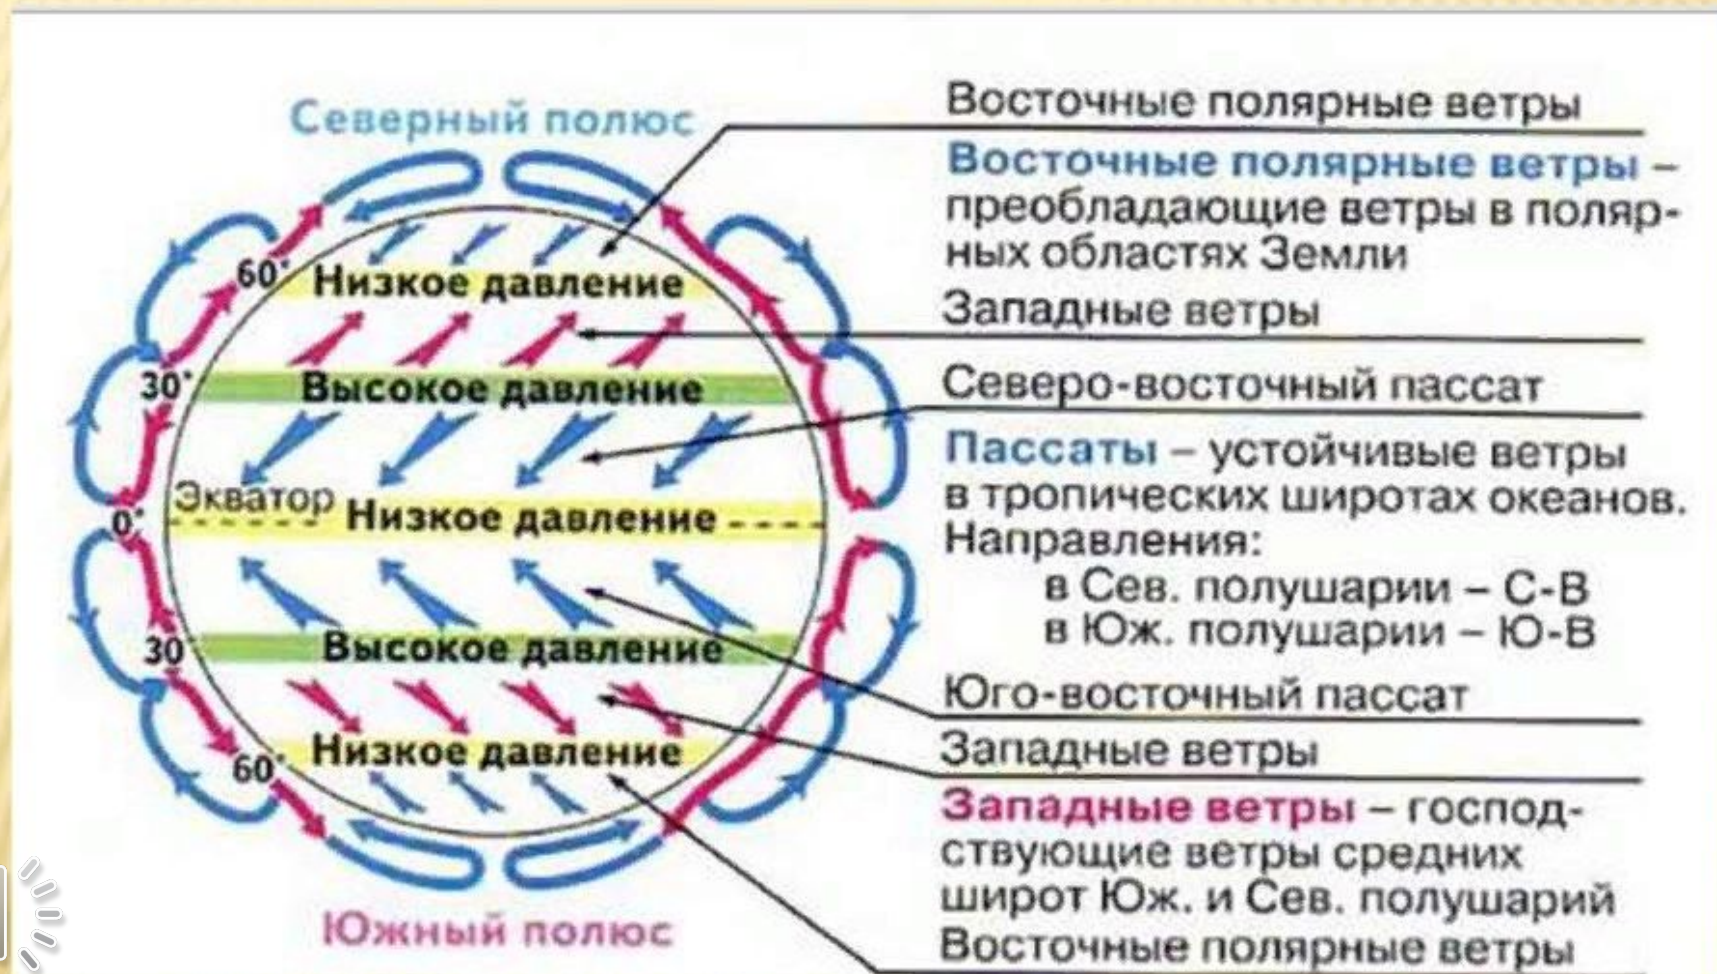 Северный полюс
60°
Низкое давление
30°
Высокое давление
Экватор
0°
Низкое давление
30
Высокое давление
60°
Низкое давление
Южный полюс
Восточные полярные ветры
Восточные полярные ветры –
преобладающие ветры в поляр-
ных областях Земли
Западные ветры
Северо-восточный пассат
Пассаты – устойчивые ветры
в тропических широтах океанов.
Направления:
в Сев. полушарии – С-В
в Юж. полушарии – Ю-В
Юго-восточный пассат
Западные ветры
Западные ветры – господ-
ствующие ветры средних
широт Юж. и Сев. полушарий
Восточные полярные ветры